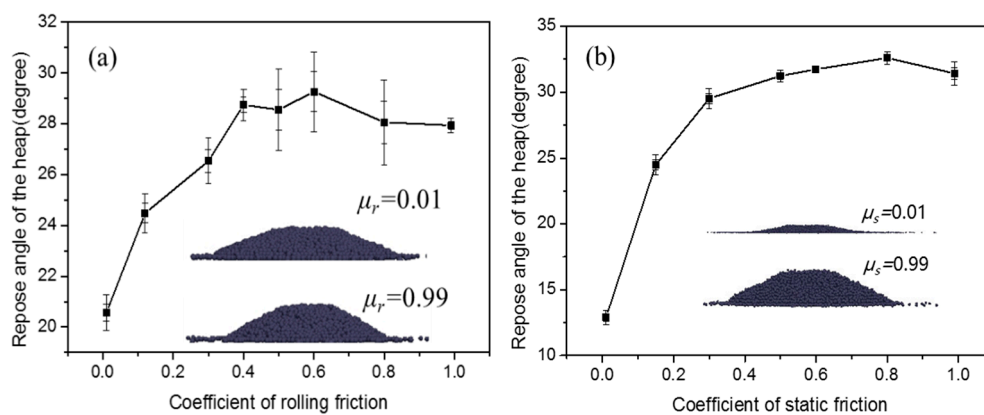 (a)
Repose angle of the heap(degree)
32
30
28
26
24
22
20
μr=0.01
μr=0.99
0.0 0.2 0.4 0.6 0.8 1.0
Coefficient of rolling friction
(b)
Repose angle of the heap(degree)
35
30
25
20
15
10
μs=0.01
μs=0.99
0.0 0.2 0.4 0.6 0.8 1.0
Coefficient of static friction